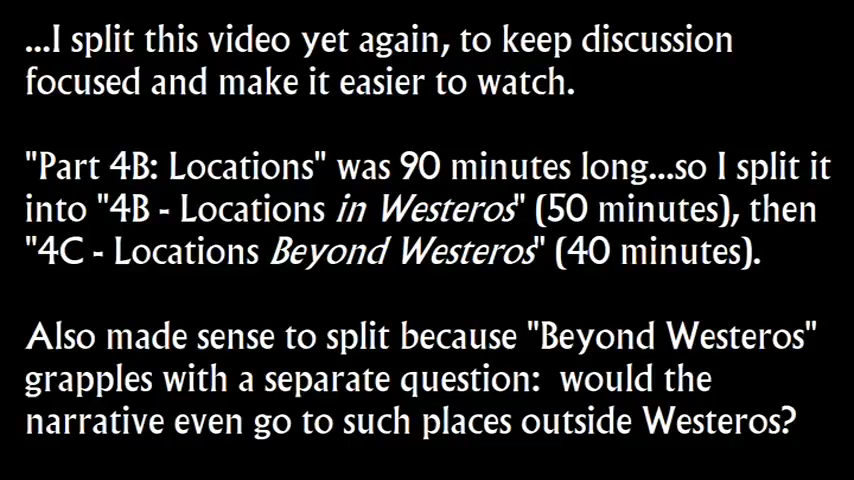 ...I split this video yet again, to keep discussion
focused and make it easier to watch.
"Part 4B: Locations" was 90 minutes long...so I split it
into "4B - Locations in Westeros" (50 minutes), then
"4C - Locations Beyond Westeros" (40 minutes).
Also made sense to split because "Beyond Westeros"
grapples with a separate question:  would the
narrative even go to such places outside Westeros?